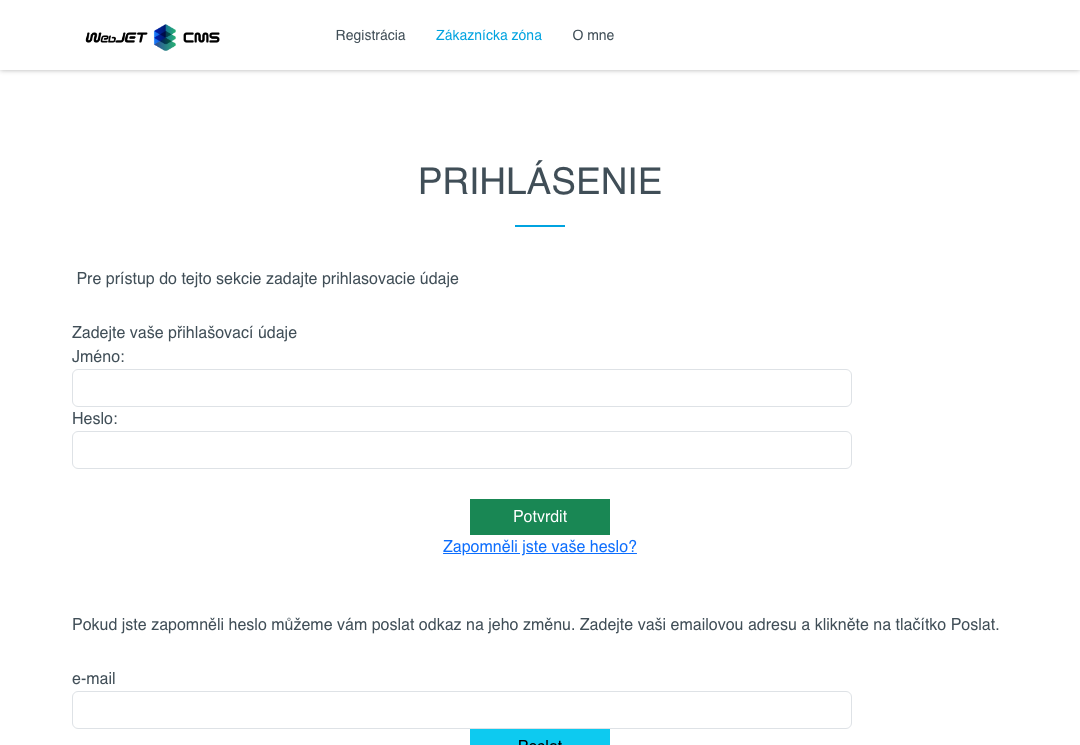 WebJET CMS
Registrácia Zákaznícka zóna O mne
PRIHLÁSENIE
Pre prístup do tejto sekcie zadajte prihlasovacie údaje
Zadejte vaše přihlašovací údaje
Jméno:
Heslo:
Potvrdit
Zapomněli jste vaše heslo?
Pokud jste zapomněli heslo můžeme vám poslat odkaz na jeho změnu. Zadejte vaši emailovou adresu a klikněte na tlačítko Poslat.
e-mail
Poslat